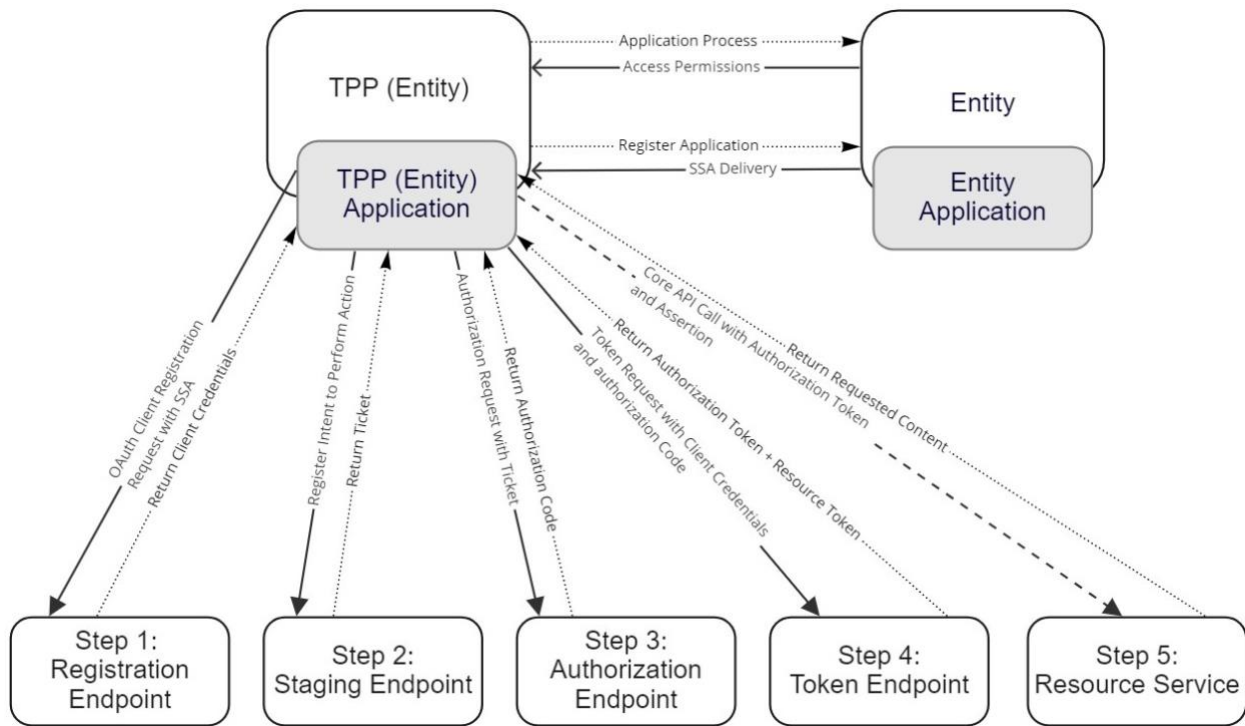 Application Process
Access Permissions
TPP (Entity)
Entity
Register Application
SSA Delivery
TPP (Entity)
Application
Entity
Application
OAuth Client Registration
Request with SSA
Return Client Credentials
Register Intent to Perform Action
Return Ticket
Authorization Request with Ticket
Return Authorization Code
Token Request with Client Credentials
and authorization Code
Return Authorization Token + Resource Token
Core API Call with Authorization Token
and Assertion
Return Requested Content
Step 1:
Registration
Endpoint
Step 2:
Staging Endpoint
Step 3:
Authorization
Endpoint
Step 4:
Token Endpoint
Step 5:
Resource Service